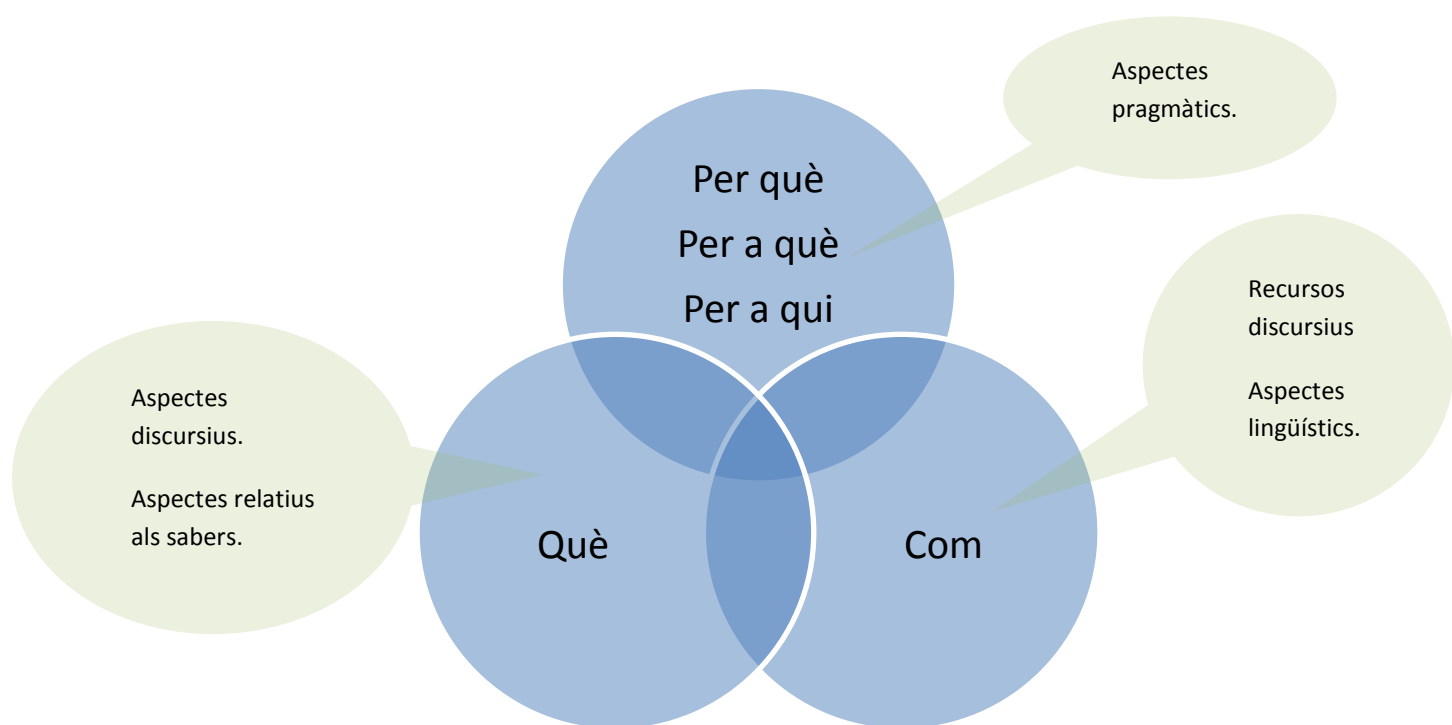 Aspectes
pragmàtics.
Per què
Per a què
Per a qui
Recursos
discursius
Aspectes
lingüístics.
Aspectes
discursius.
Aspectes relatius
als sabers.
Què
Com